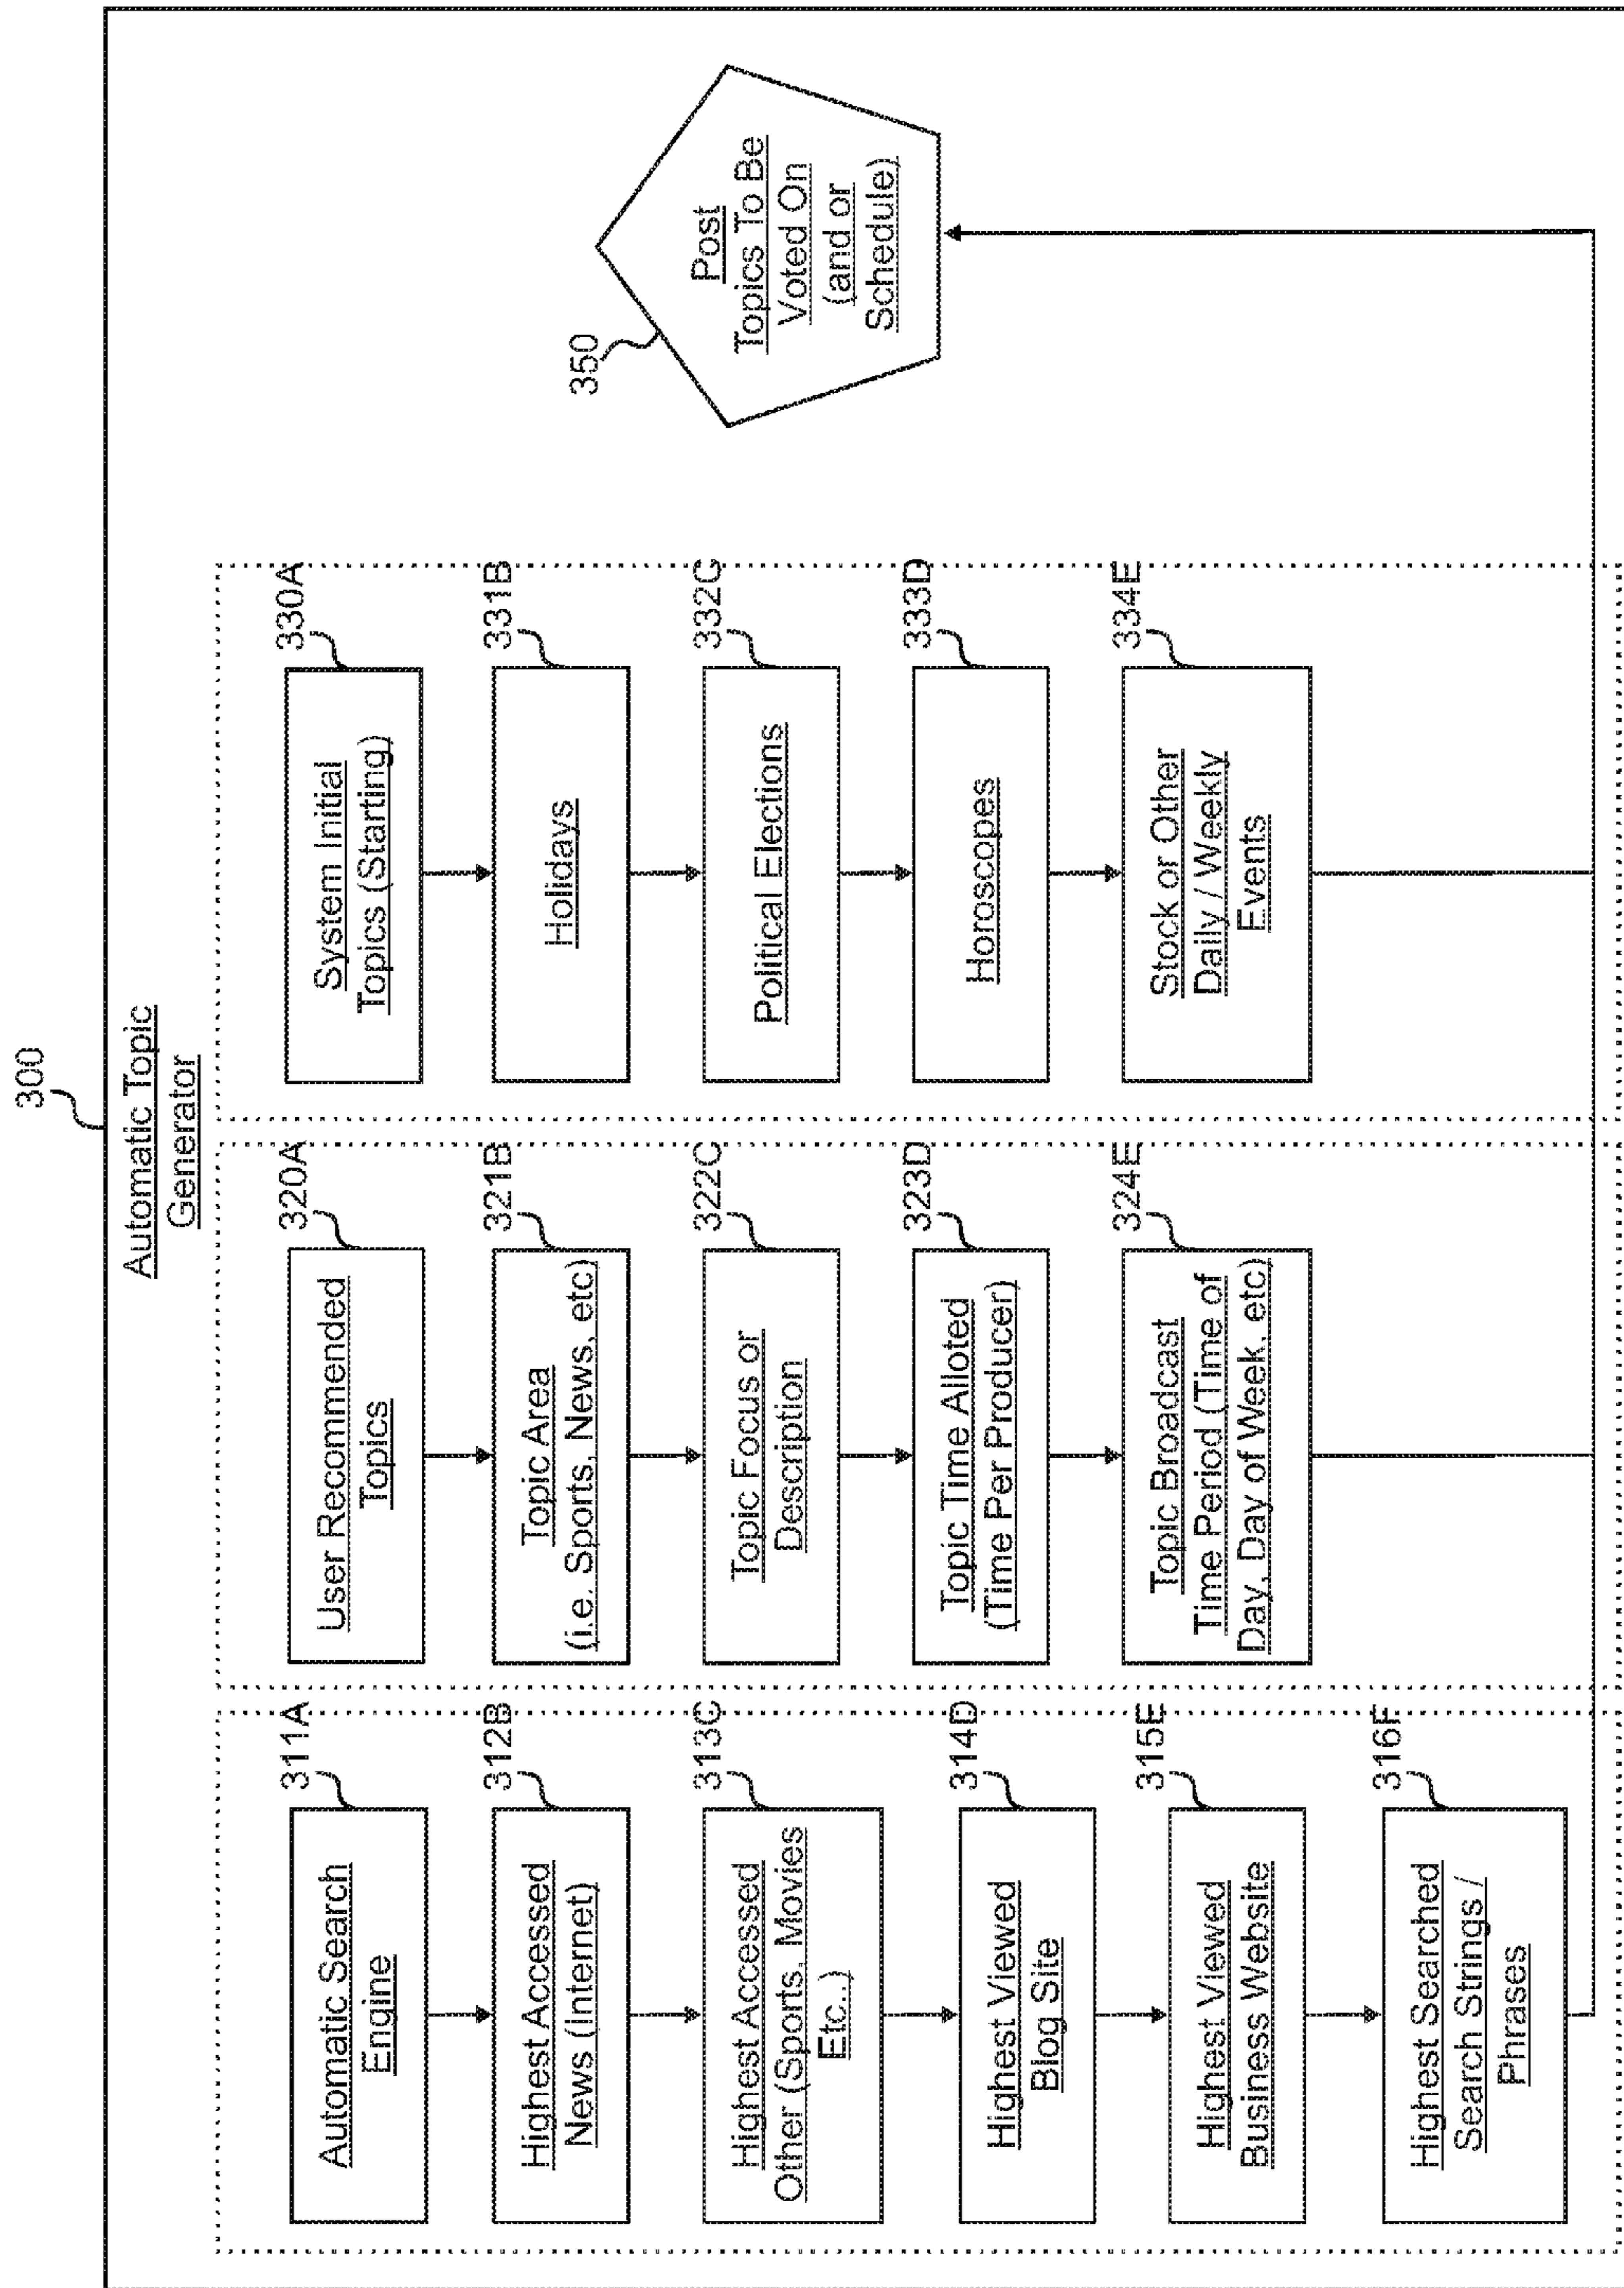 300
Automatic Topic
Generator
311A
Automatic Search
Engine
312B
Highest Accessed
News (Internet)
313C
Highest Accessed
Other (Sports, Movies
Etc..)
314D
Highest Viewed
Blog Site
315E
Highest Viewed
Business Website
316F
Highest Searched
Search Strings /
Phrases
320A
User Recommended
Topics
321B
Topic Area
(i.e. Sports, News, etc)
322C
Topic Focus or
Description
323D
Topic Time Alloted
(Time Per Producer)
324E
Topic Broadcast
Time Period (Time of
Day, Day of Week, etc)
330A
System Initial
Topics (Starting)
331B
Holidays
332C
Political Elections
333D
Horoscopes
334E
Stock or Other
Daily / Weekly
Events
350
Post
Topics To Be
Voted On
(and or
Schedule)